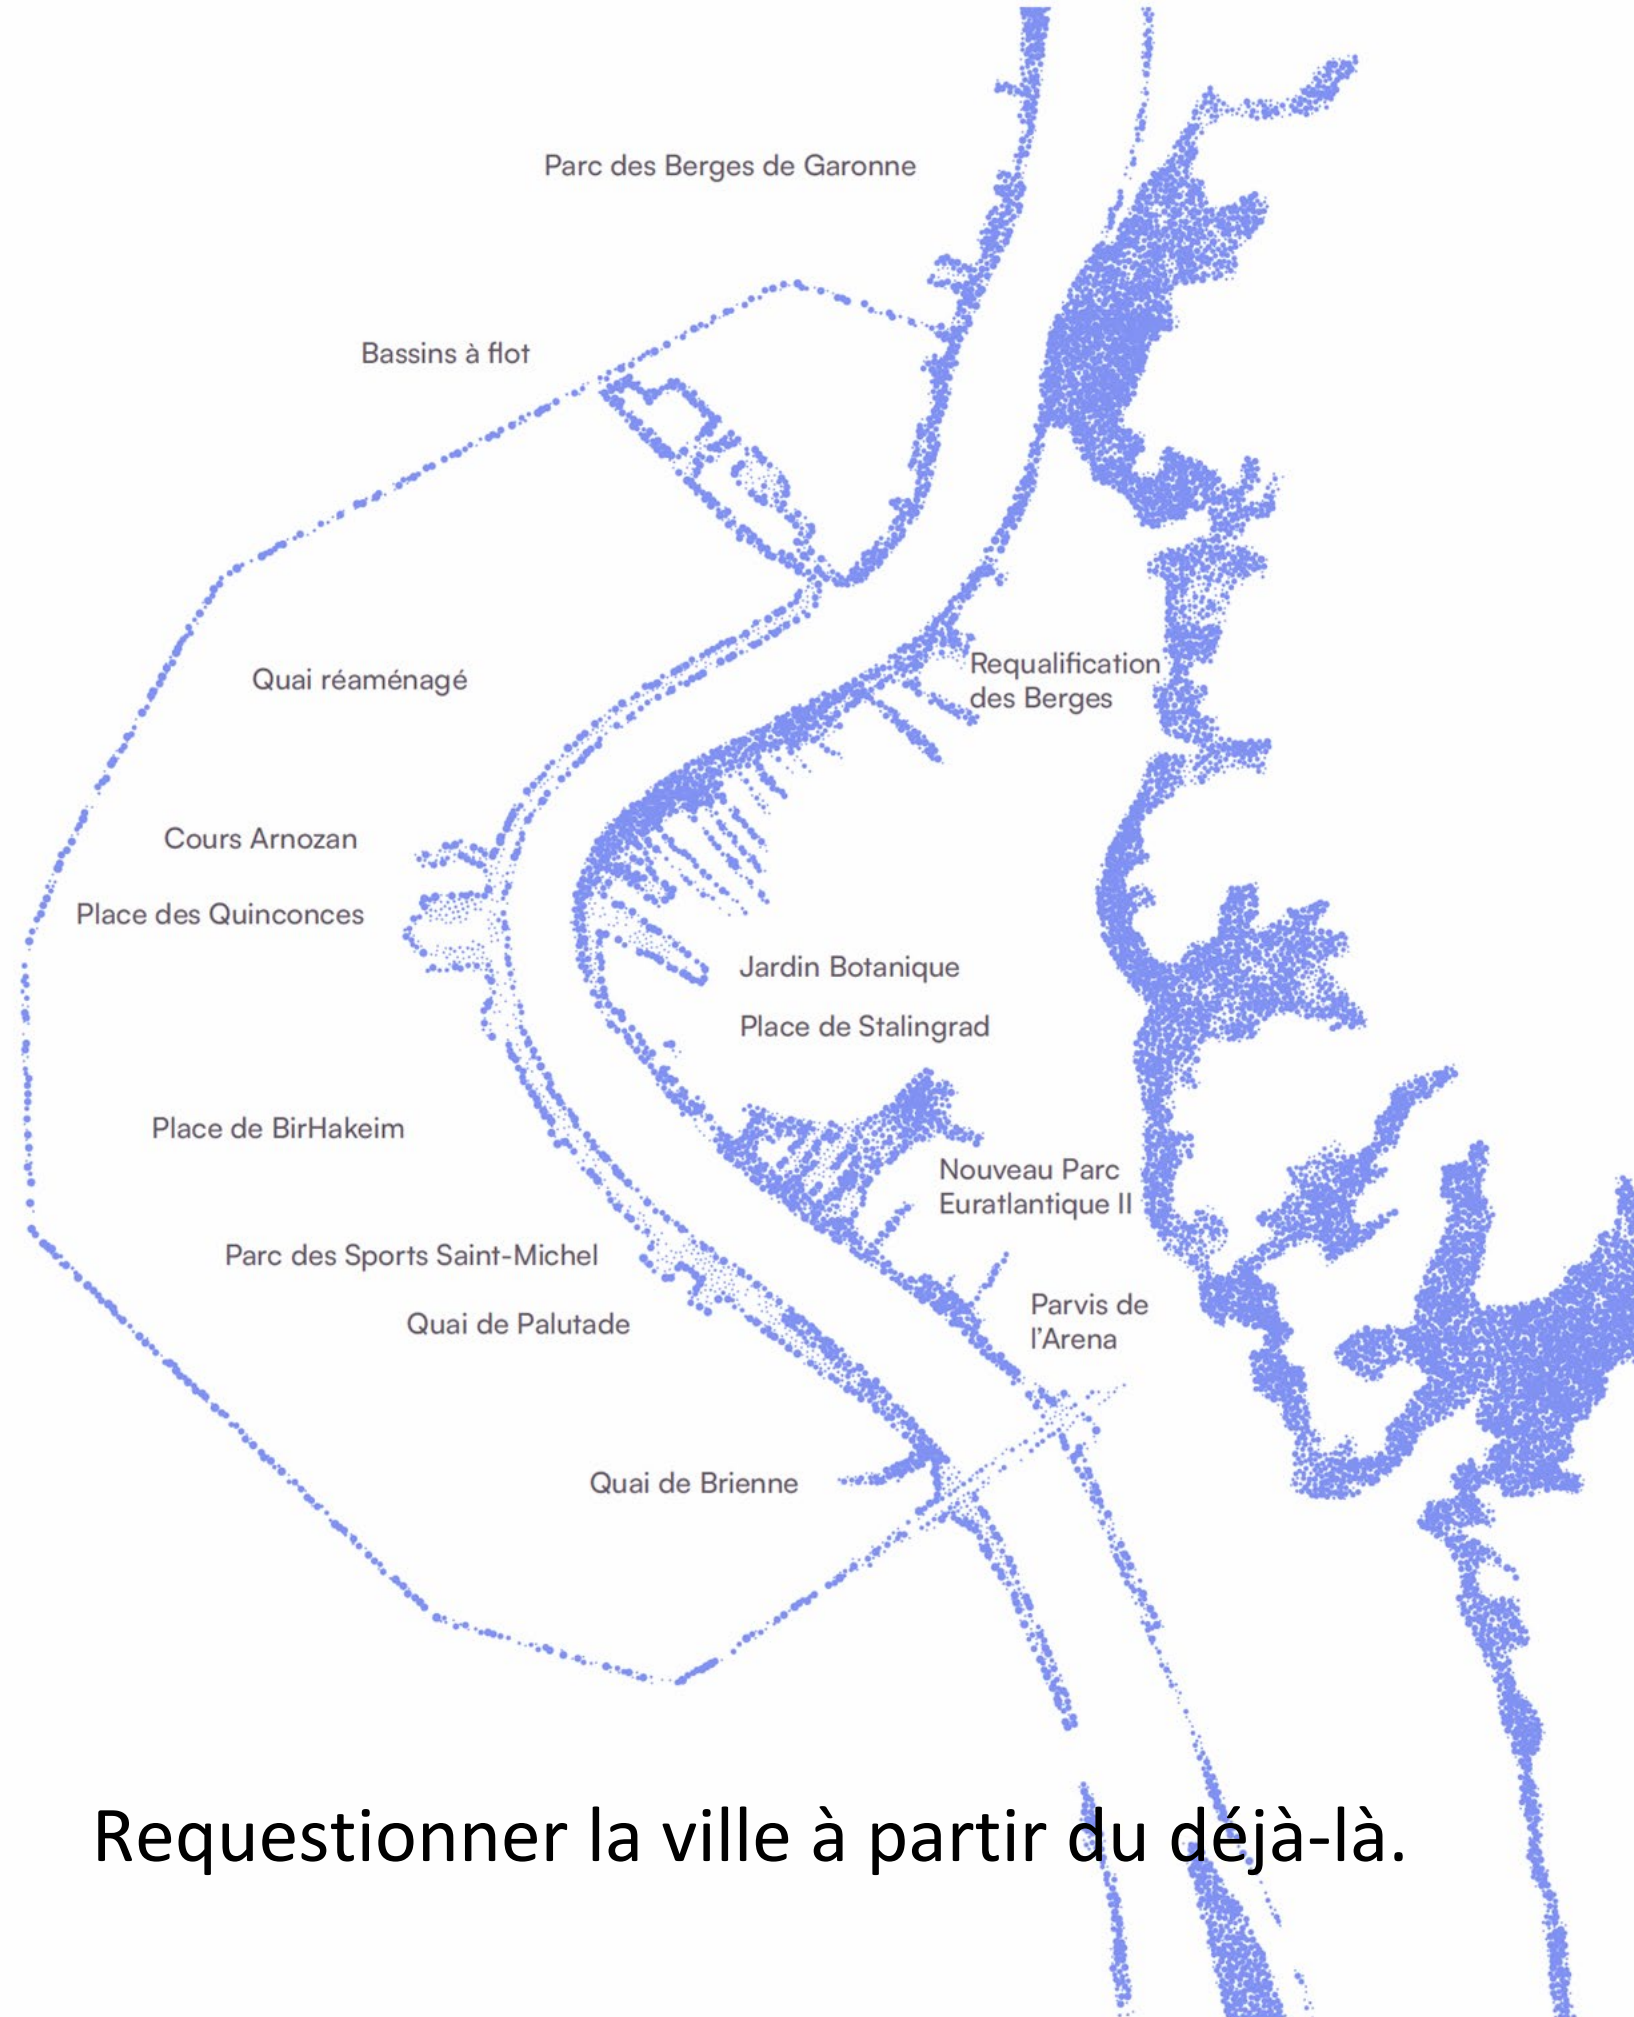 Parc des Berges de Garonne
Bassins à flot
Requalification
des Berges
Quai réaménagé
Cours Arnozan
Place des Quinconces
Jardin Botanique
Place de Stalingrad
Place de BirHakeim
Nouveau Parc
Euratlantique II
Parc des Sports Saint-Michel
Parvis de
l’Arena
Quai de Palutade
Quai de Brienne
Requestionner la ville à partir du déjà-là.